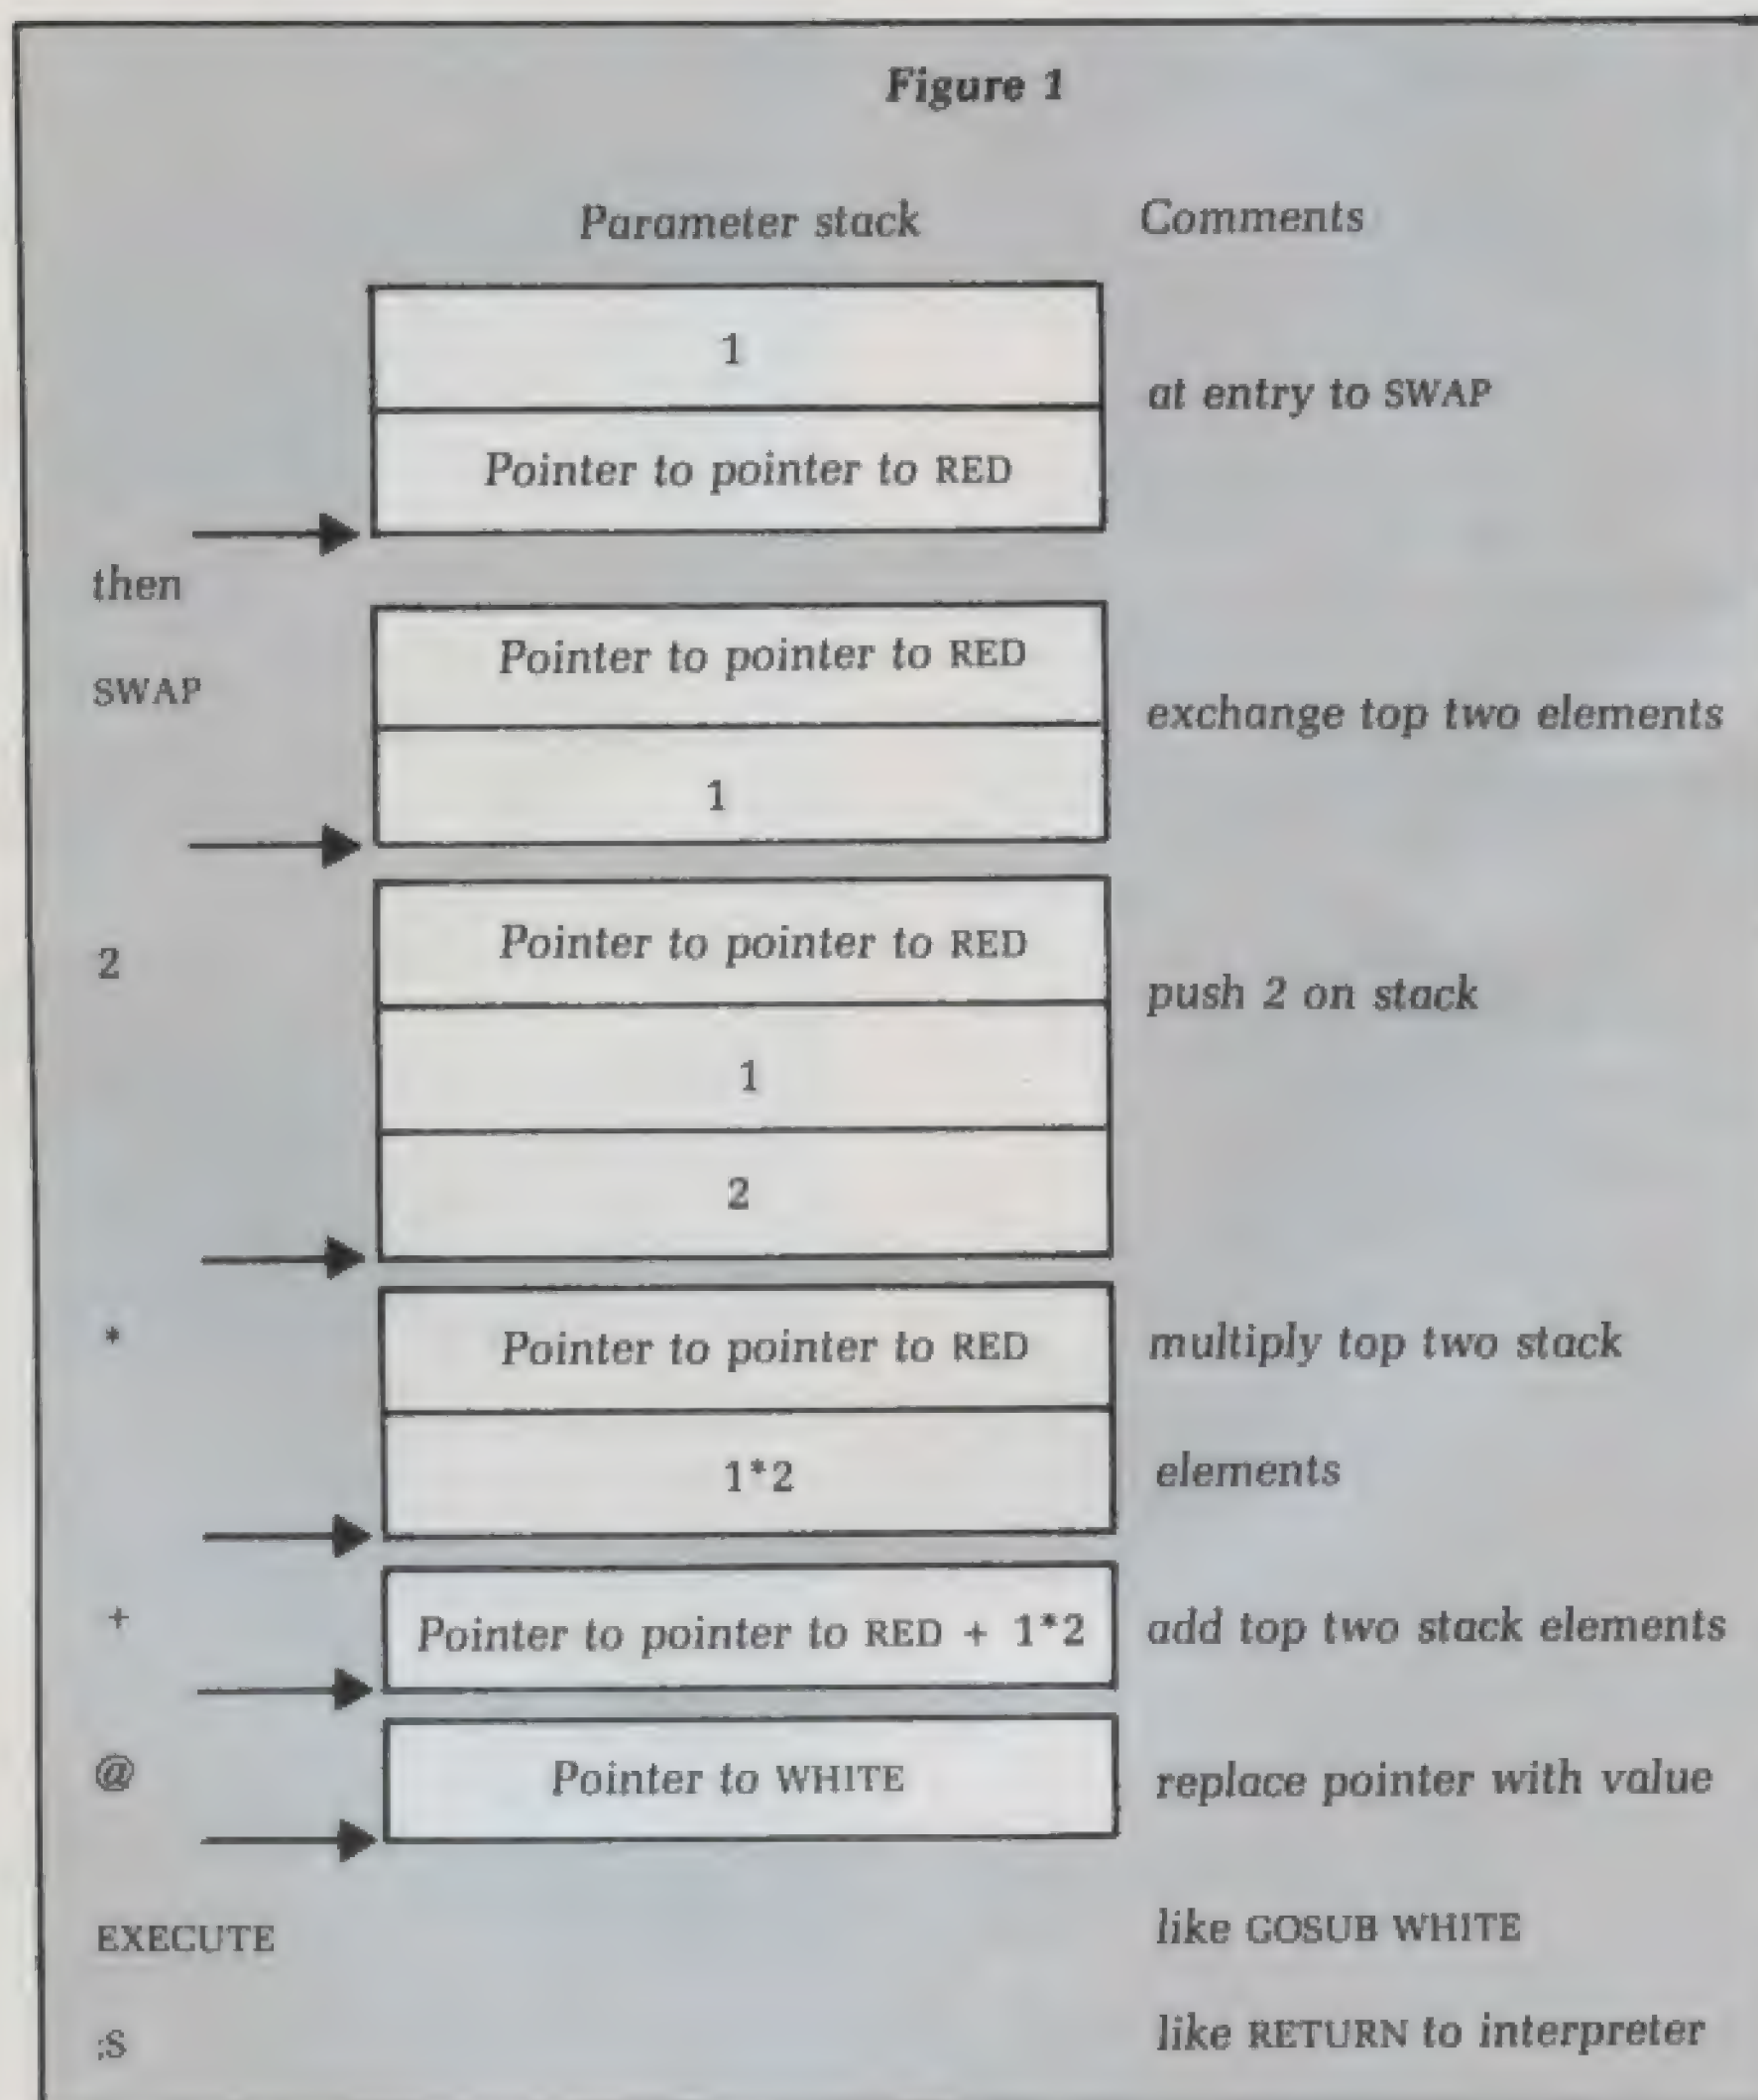 Figure 1
Parameter stack Comments
1
at entry to SWAP
Pointer to pointer to RED
then
Pointer to pointer to RED
SWAP
exchange top two elements
1
Pointer to pointer to RED
2
push 2 on stack
1
2
* Pointer to pointer to RED multiply top two stack
1*2 elements
+ Pointer to pointer to RED + 1*2 add top two stack elements
@ Pointer to WHITE replace pointer with value
EXECUTE like GOSUB WHITE
;S like RETURN to interpreter